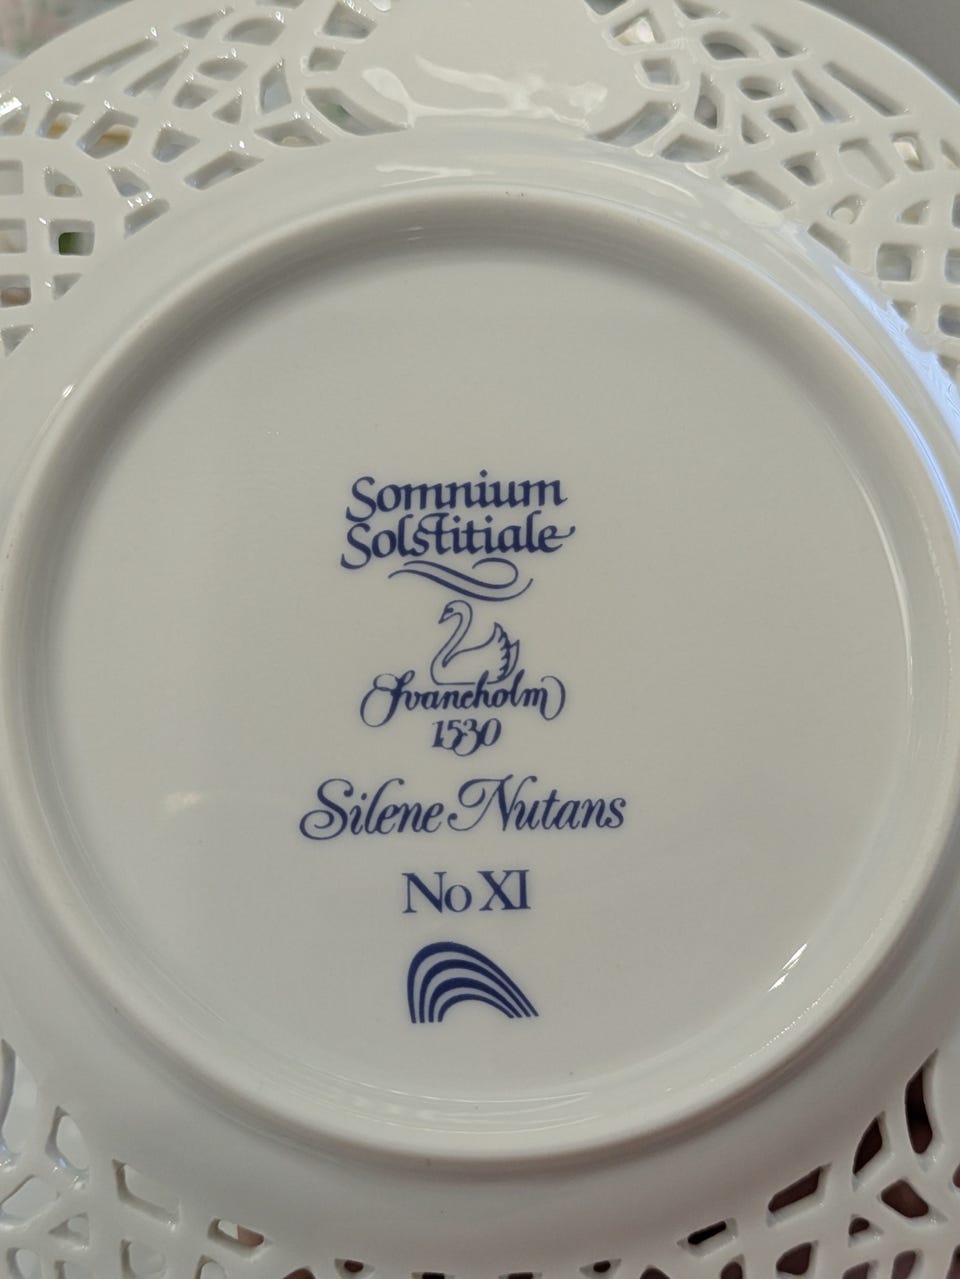 Somnium
Solstitiale
Svaneholm
1530
Silene Nutans
No XI